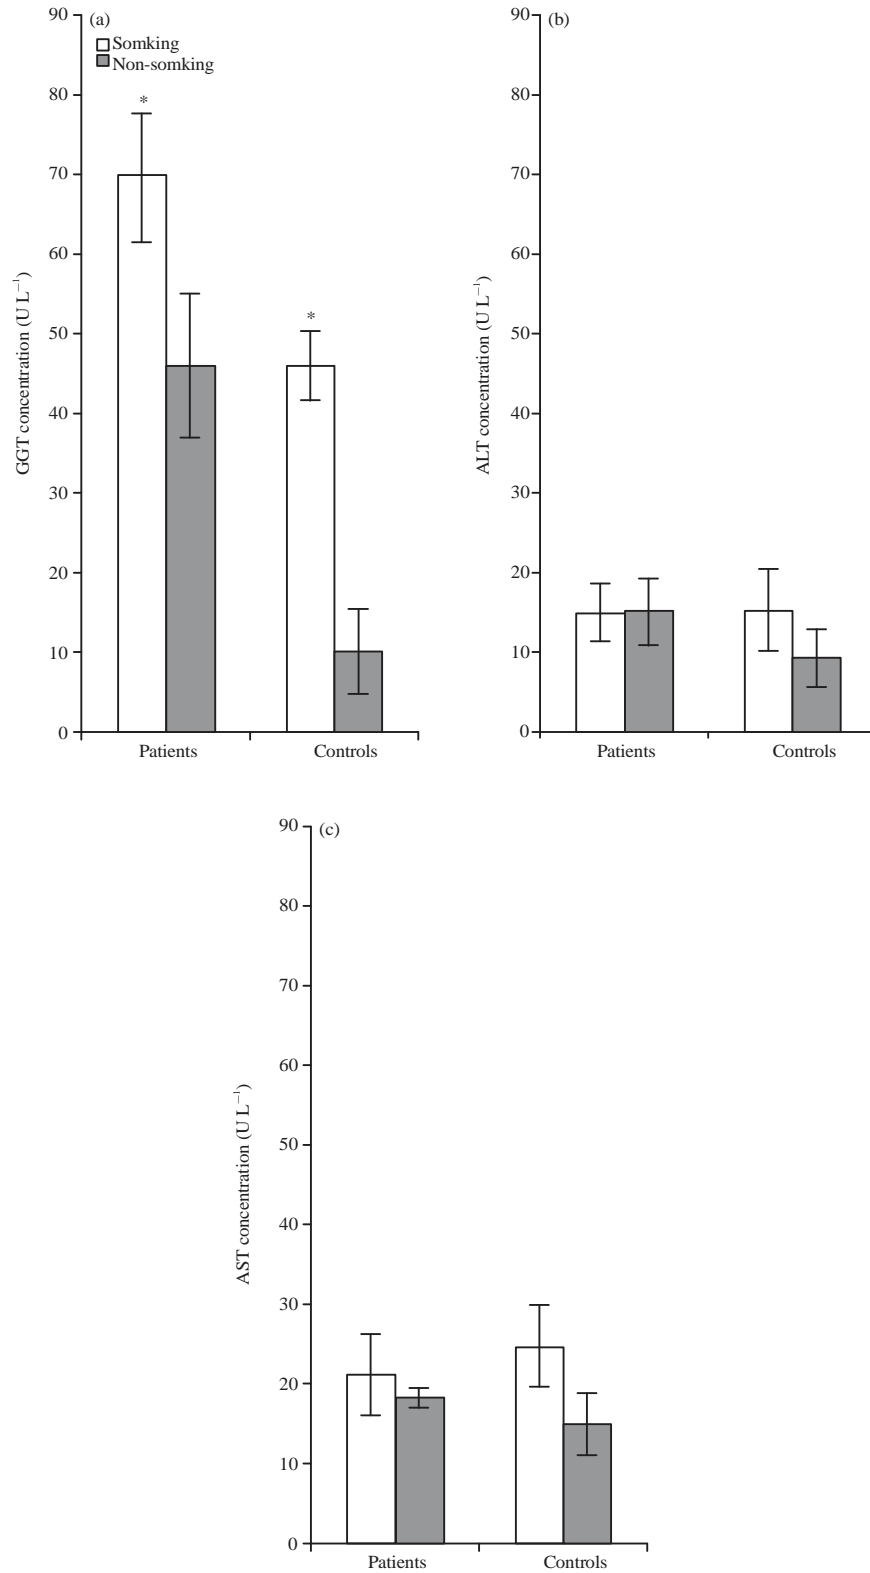 (a)
Somking
Non-somking
90
80
70
60
50
40
30
20
10
0
GGT concentration (U L⁻¹)
*
*
Patients
Controls
(b)
90
80
70
60
50
40
30
20
10
0
ALT concentration (U L⁻¹)
Patients
Controls
(c)
90
80
70
60
50
40
30
20
10
0
AST concentration (U L⁻¹)
Patients
Controls